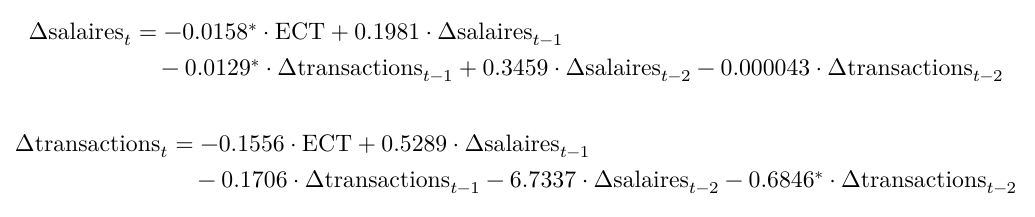 Δsalaires_t = −0.0158* · ECT + 0.1981 · Δsalaires_{t−1}
− 0.0129* · Δtransactions_{t−1} + 0.3459 · Δsalaires_{t−2} − 0.000043 · Δtransactions_{t−2}
Δtransactions_t = −0.1556 · ECT + 0.5289 · Δsalaires_{t−1}
− 0.1706 · Δtransactions_{t−1} − 6.7337 · Δsalaires_{t−2} − 0.6846* · Δtransactions_{t−2}